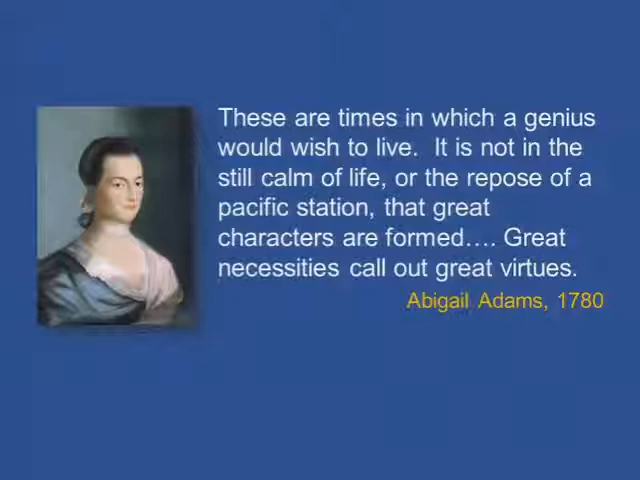 These are times in which a genius
would wish to live.  It is not in the
still calm of life, or the repose of a
pacific station, that great
characters are formed…. Great
necessities call out great virtues.
Abigail Adams, 1780